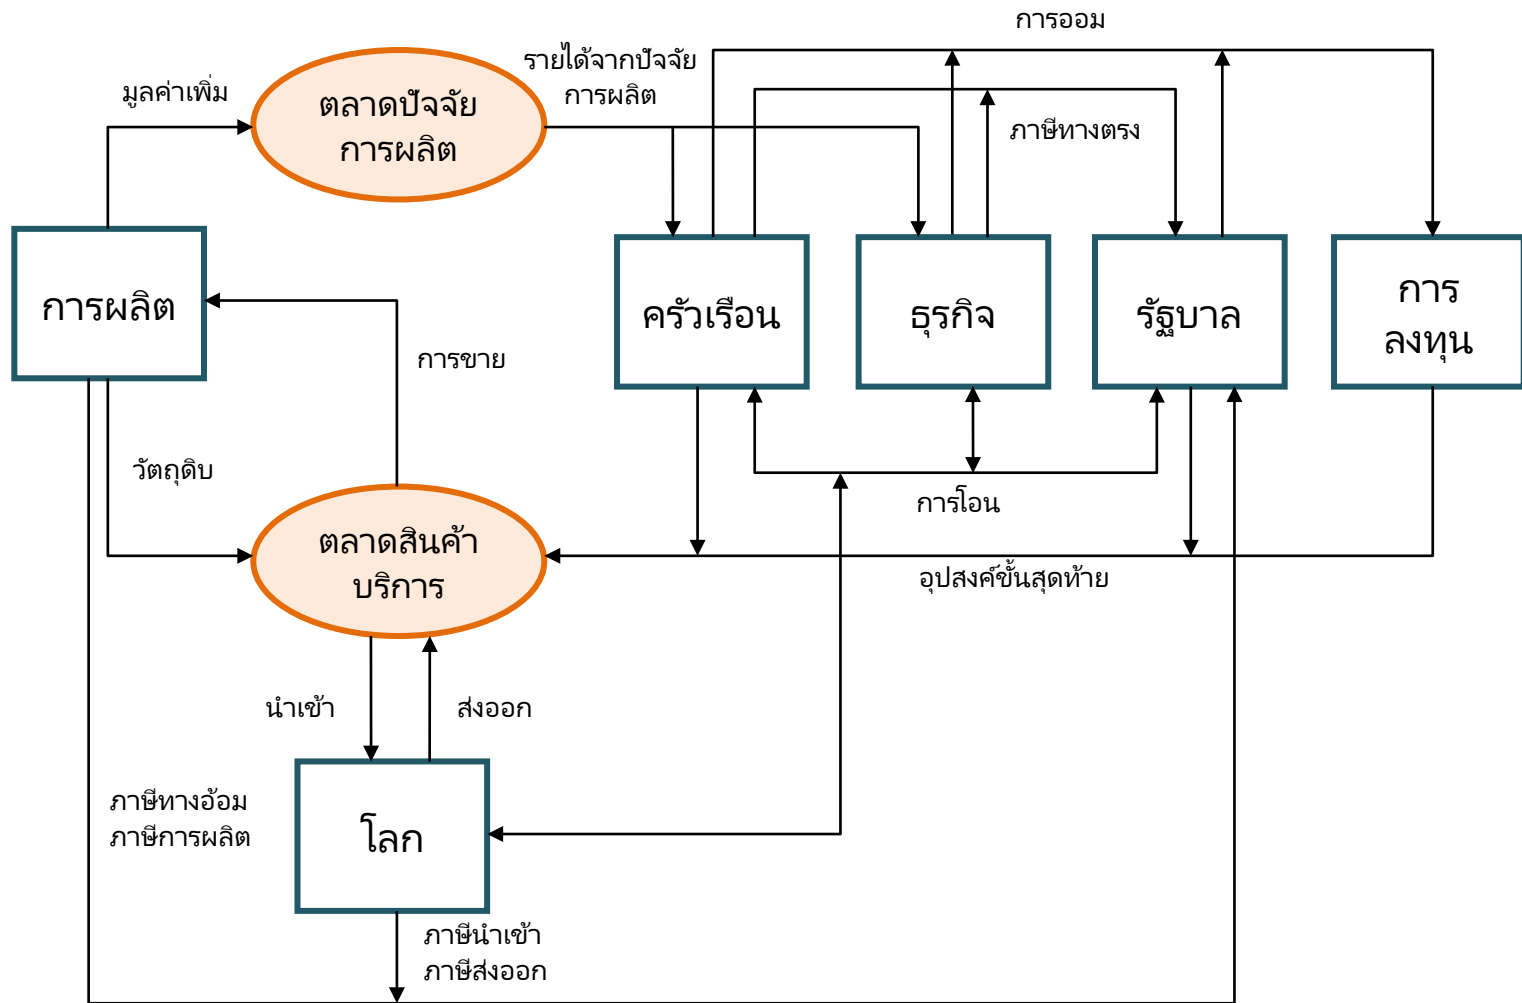 การออม
รายได้จากปัจจัย
การผลิต
มูลค่าเพิ่ม
ตลาดปัจจัย
การผลิต
ภาษีทางตรง
การผลิต
ครัวเรือน
ธุรกิจ
รัฐบาล
การ
ลงทุน
การขาย
วัตถุดิบ
การโอน
ตลาดสินค้า
บริการ
อุปสงค์ขั้นสุดท้าย
นำเข้า
ส่งออก
ภาษีทางอ้อม
ภาษีการผลิต
โลก
ภาษีนำเข้า
ภาษีส่งออก